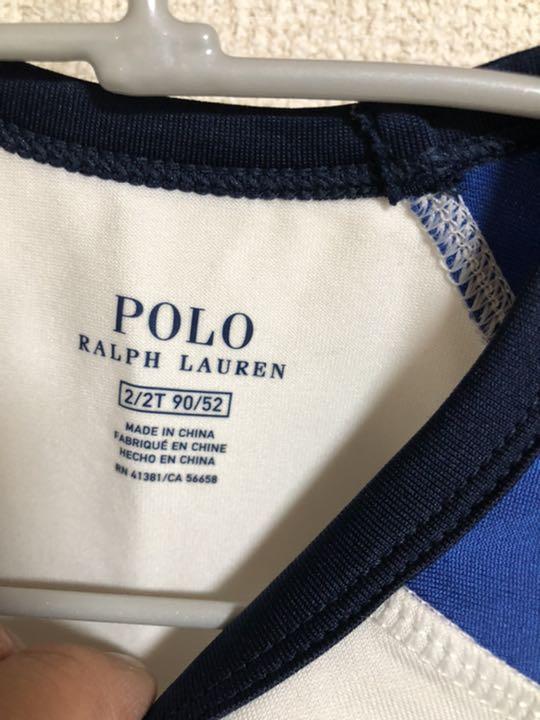 POLO
RALPH LAUREN
2/2T 90/52
MADE IN CHINA
FABRIQUÉ EN CHINE
HECHO EN CHINA
RN 41381/CA 56658